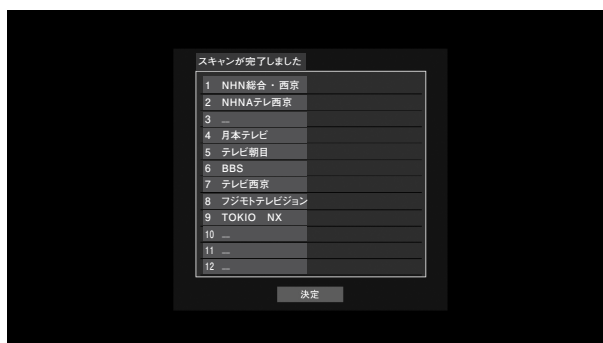 スキャンが完了しました
1 NHN総合・西京
2 NHNAテレ西京
3 ＿
4 月本テレビ
5 テレビ朝目
6 BBS
7 テレビ西京
8 フジモトテレビジョン
9 TOKIO NX
10 ＿
11 ＿
12 ＿
決定